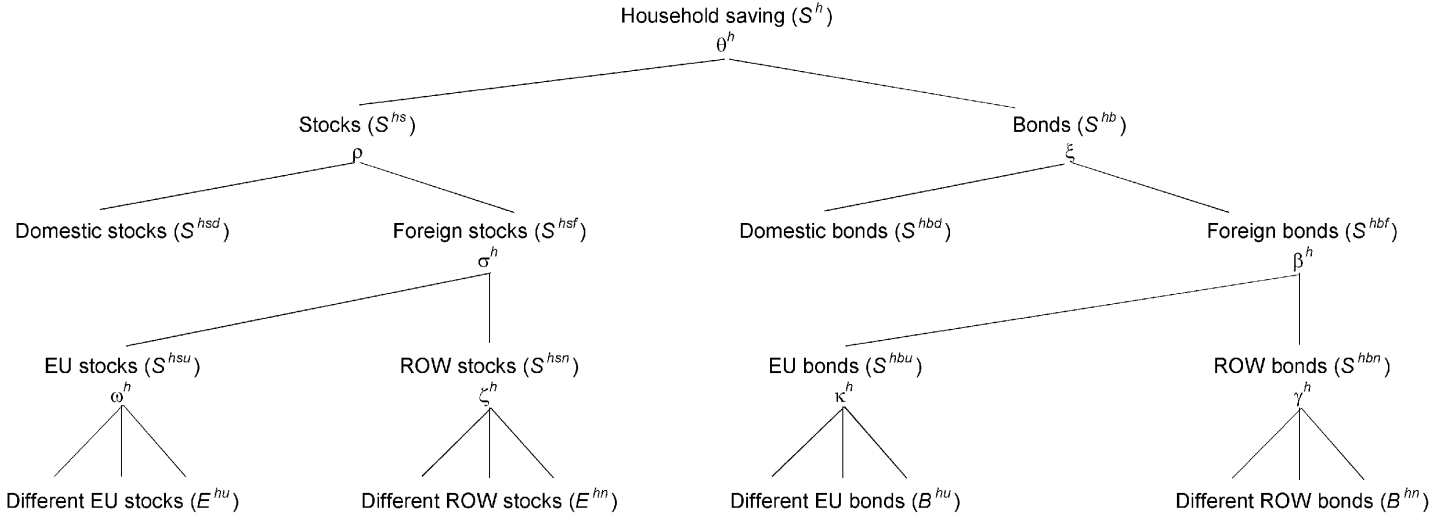 Household saving (S^h)
θ^h
Stocks (S^hs)
Bonds (S^hb)
ρ
ξ
Domestic stocks (S^hsd)
Foreign stocks (S^hsf)
Domestic bonds (S^hbd)
Foreign bonds (S^hbf)
σ^h
β^h
EU stocks (S^hsu)
ROW stocks (S^hsn)
EU bonds (S^hbu)
ROW bonds (S^hbn)
ω^h
ζ^h
κ^h
γ^h
Different EU stocks (E^hu)
Different ROW stocks (E^hn)
Different EU bonds (B^hu)
Different ROW bonds (B^hn)